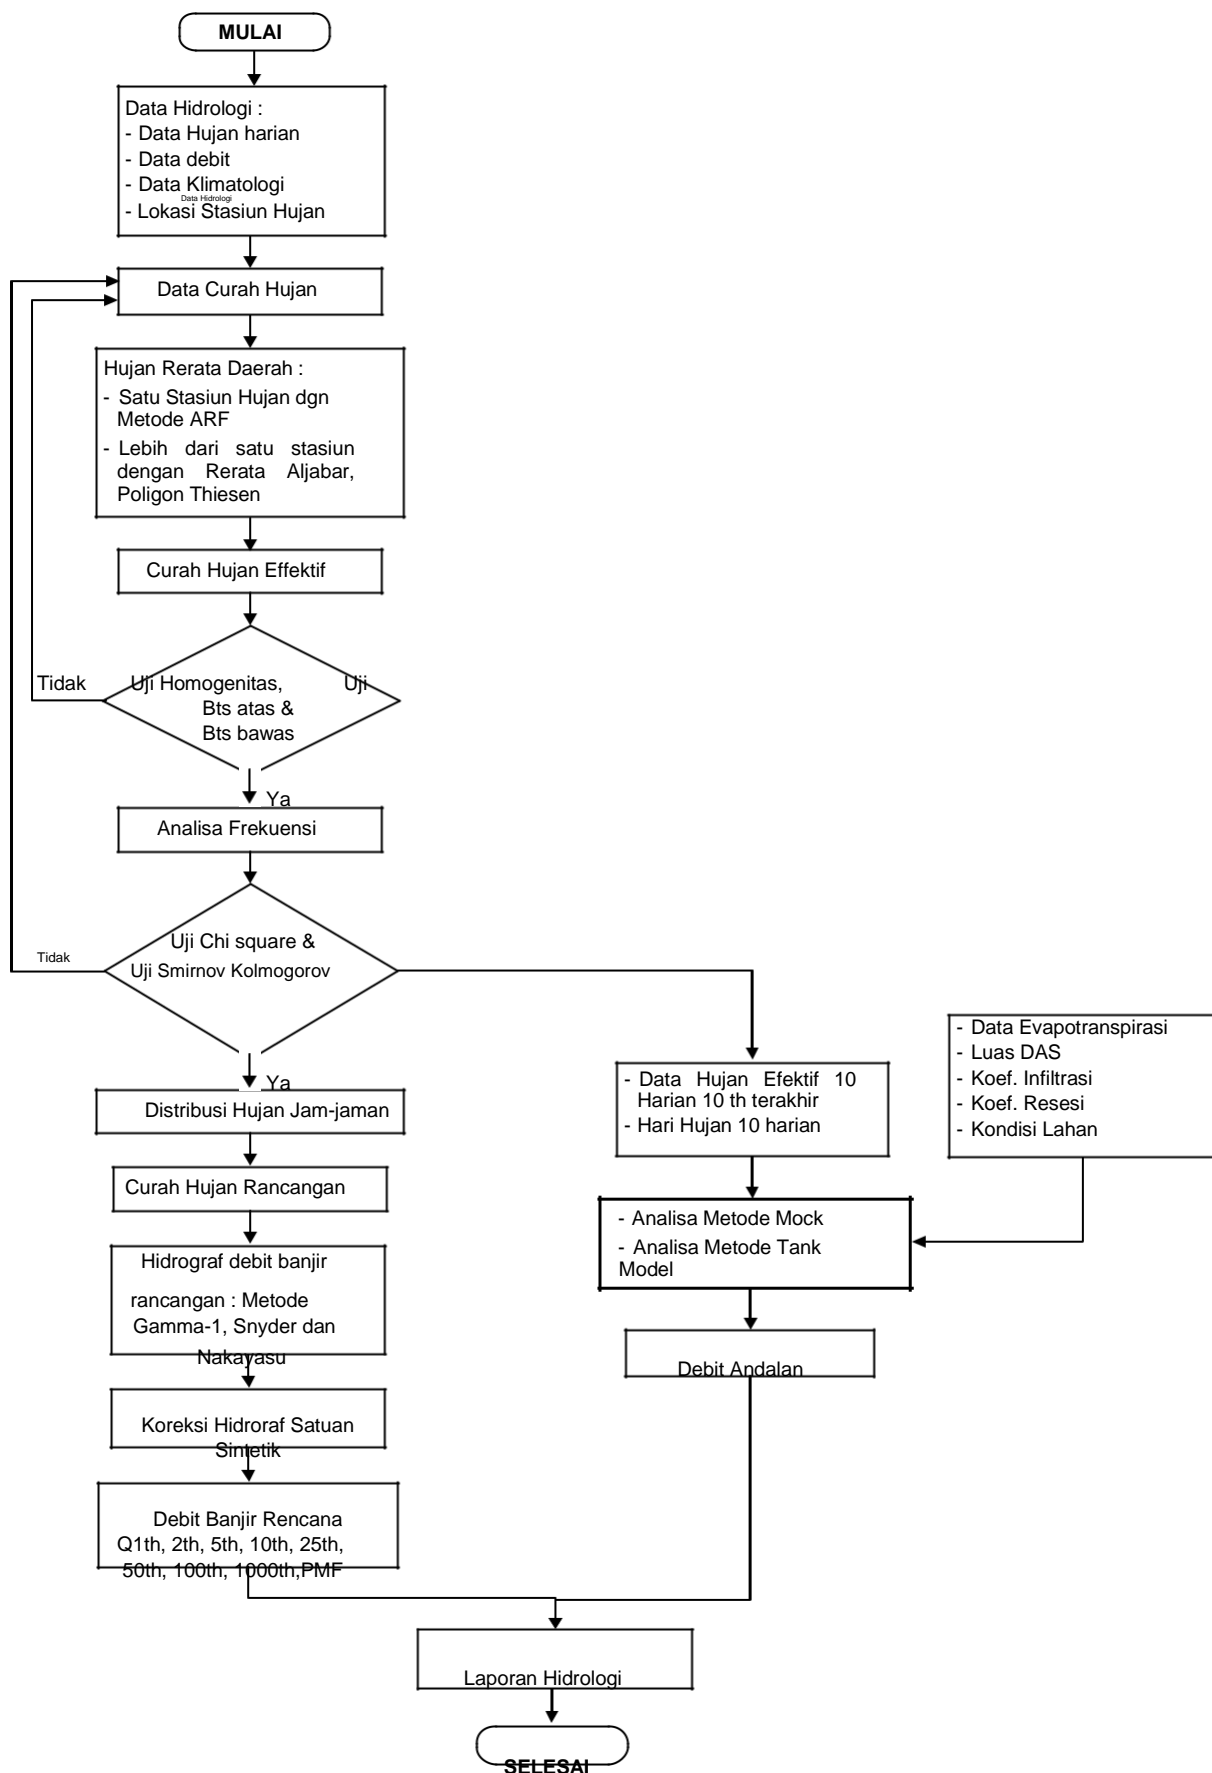 MULAI
Data Hidrologi :
- Data Hujan harian
- Data debit
- Data Klimatologi
Data Hidrologi
- Lokasi Stasiun Hujan
Data Curah Hujan
Hujan Rerata Daerah :
- Satu Stasiun Hujan dgn
Metode ARF
- Lebih dari satu stasiun
dengan Rerata Aljabar,
Poligon Thiesen
Curah Hujan Effektif
Tidak
Uji Homogenitas, Uji
Bts atas &
Bts bawas
Ya
Analisa Frekuensi
Tidak
Uji Chi square &
Uji Smirnov Kolmogorov
Ya
Distribusi Hujan Jam-jaman
Curah Hujan Rancangan
Hidrograf debit banjir
rancangan : Metode
Gamma-1, Snyder dan
Nakayasu
Koreksi Hidroraf Satuan
Sintetik
Debit Banjir Rencana
Q1th, 2th, 5th, 10th, 25th,
50th, 100th, 1000th,PMF
- Data Hujan Efektif 10
Harian 10 th terakhir
- Hari Hujan 10 harian
- Data Evapotranspirasi
- Luas DAS
- Koef. Infiltrasi
- Koef. Resesi
- Kondisi Lahan
- Analisa Metode Mock
- Analisa Metode Tank
Model
Debit Andalan
Laporan Hidrologi
SELESAI